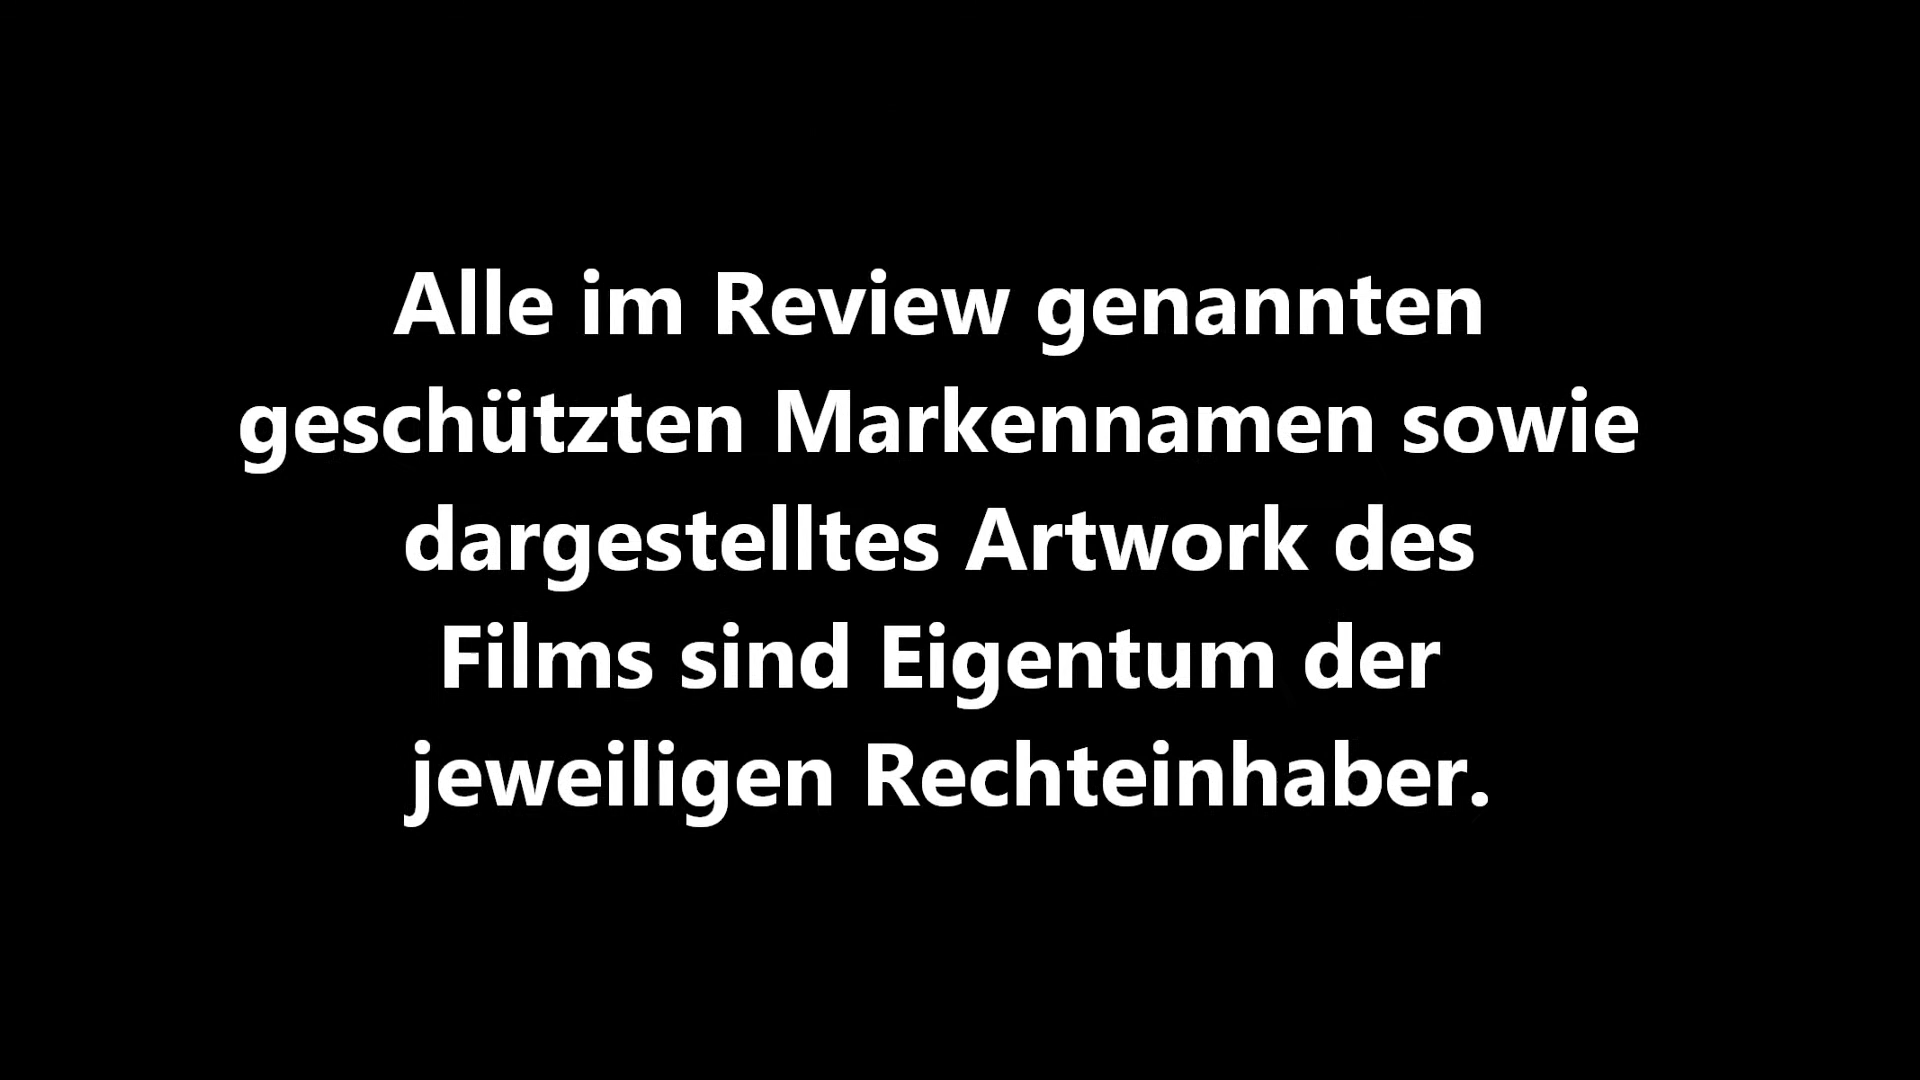 Alle im Review genannten
geschützten Markennamen sowie
dargestelltes Artwork des
Films sind Eigentum der
jeweiligen Rechteinhaber.